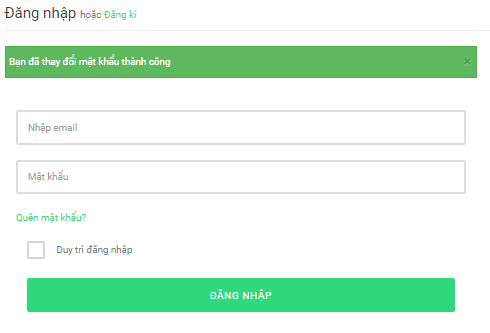 Đăng nhập hoặc Đăng kí
Bạn đã thay đổi mật khẩu thành công ×
Nhập email
Mật khẩu
Quên mật khẩu?
Duy trì đăng nhập
ĐĂNG NHẬP